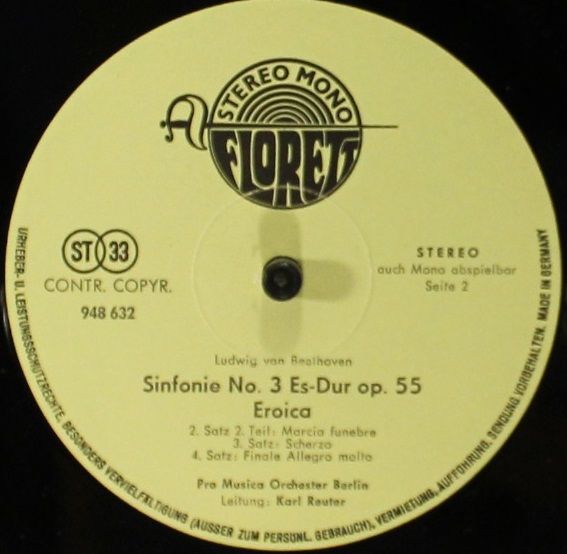 STEREO MONO
FLORETT
ST 33
CONTR. COPYR.
948 632
STEREO
auch Mono abspielbar
Seite 2
Ludwig van Beethoven
Sinfonie No. 3 Es-Dur op. 55
Eroica
2. Satz 2. Teil: Marcia funebre
3. Satz: Scherzo
4. Satz: Finale Allegro molto
Pro Musica Orchester Berlin
Leitung: Karl Reuter
URHEBER- U. LEISTUNGSSCHUTZRECHTE, BESONDERS VERVIELFÄLTIGUNG (AUSSER ZUM PERSÖNL. GEBRAUCH), VERMIETUNG, AUFFÜHRUNG, SENDUNG VORBEHALTEN. MADE IN GERMANY